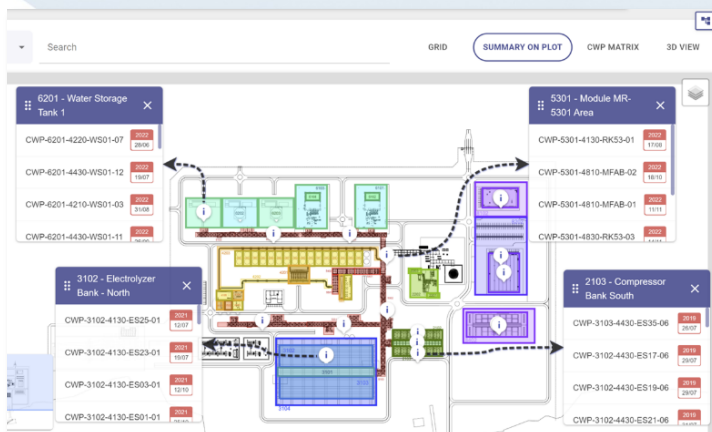 Search
GRID
SUMMARY ON PLOT
CWP MATRIX
3D VIEW
6201 - Water Storage
Tank 1
CWP-6201-4220-WS01-07
2022
28/06
CWP-6201-4430-WS01-12
2022
19/07
CWP-6201-4210-WS01-03
2022
31/08
CWP-6201-4430-WS01-11
2022
5301 - Module MR-
5301 Area
CWP-5301-4130-RK53-01
2022
17/08
CWP-5301-4810-MFAB-02
2022
18/10
CWP-5301-4810-MFAB-01
2022
11/11
CWP-5301-4830-RK53-03
2022
3102 - Electrolyzer
Bank - North
CWP-3102-4130-ES25-01
2021
12/07
CWP-3102-4130-ES23-01
2021
19/07
CWP-3102-4130-ES03-01
2021
12/10
CWP-3102-4130-ES01-01
2021
2103 - Compressor
Bank South
CWP-3103-4430-ES35-06
2019
26/07
CWP-3102-4430-ES17-06
2019
29/07
CWP-3102-4430-ES19-06
2019
29/07
CWP-3102-4430-ES21-06
2019
3104